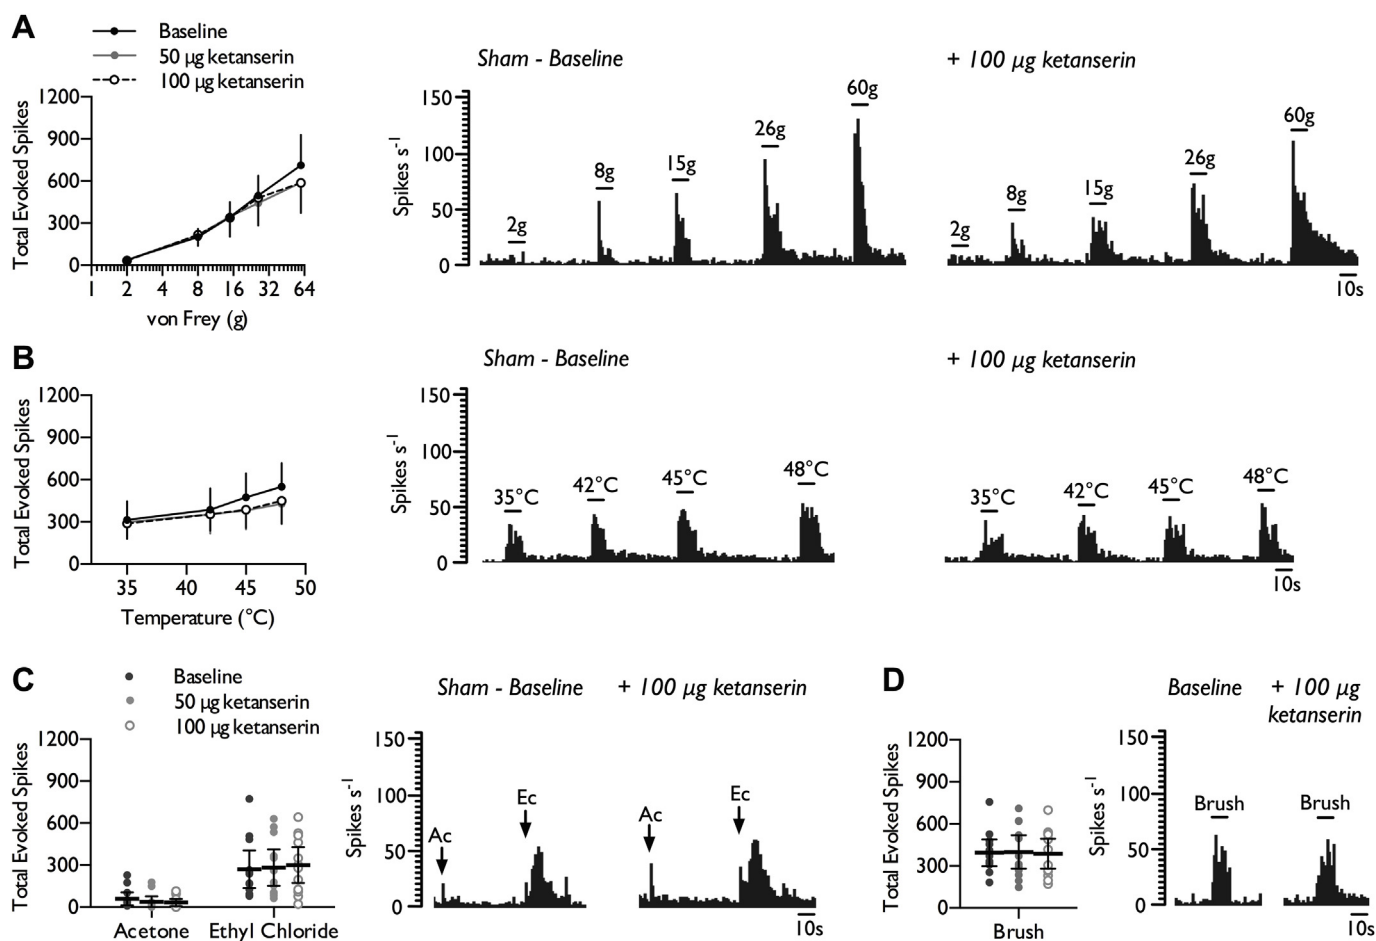 A
Baseline
50 µg ketanserin
100 µg ketanserin
Total Evoked Spikes
1200
900
600
300
0
1 2 4 8 16 32 64
von Frey (g)
Sham - Baseline
+ 100 µg ketanserin
Spikes s-1
150
100
50
0
2g 8g 15g 26g 60g
2g 8g 15g 26g 60g
10s
B
Total Evoked Spikes
1200
900
600
300
0
35 40 45 50
Temperature (°C)
Sham - Baseline
+ 100 µg ketanserin
Spikes s-1
150
100
50
0
35°C 42°C 45°C 48°C
35°C 42°C 45°C 48°C
10s
C
Baseline
50 µg ketanserin
100 µg ketanserin
Total Evoked Spikes
1200
900
600
300
0
Acetone Ethyl Chloride
Sham - Baseline + 100 µg ketanserin
Spikes s-1
150
100
50
0
Ac Ec
Ac Ec
10s
D
Total Evoked Spikes
1200
900
600
300
0
Brush
Baseline + 100 µg
ketanserin
Spikes s-1
150
100
50
0
Brush Brush
10s